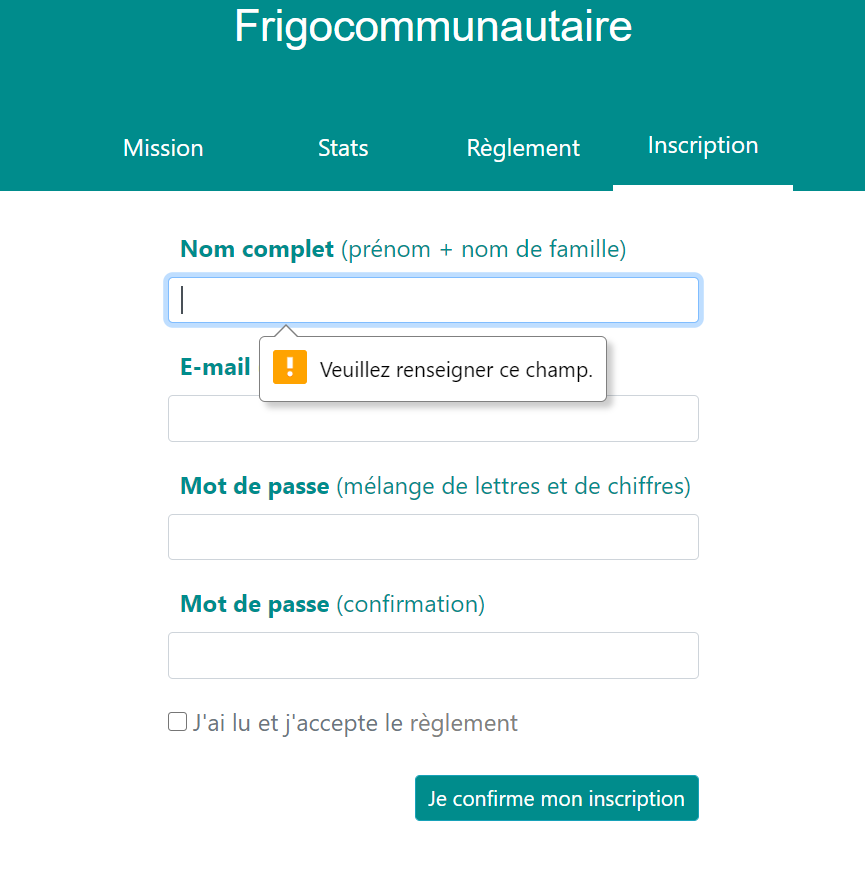 Frigocommunautaire
Mission Stats Règlement Inscription
Nom complet (prénom + nom de famille)
E-mail
! Veuillez renseigner ce champ.
Mot de passe (mélange de lettres et de chiffres)
Mot de passe (confirmation)
J'ai lu et j'accepte le règlement
Je confirme mon inscription